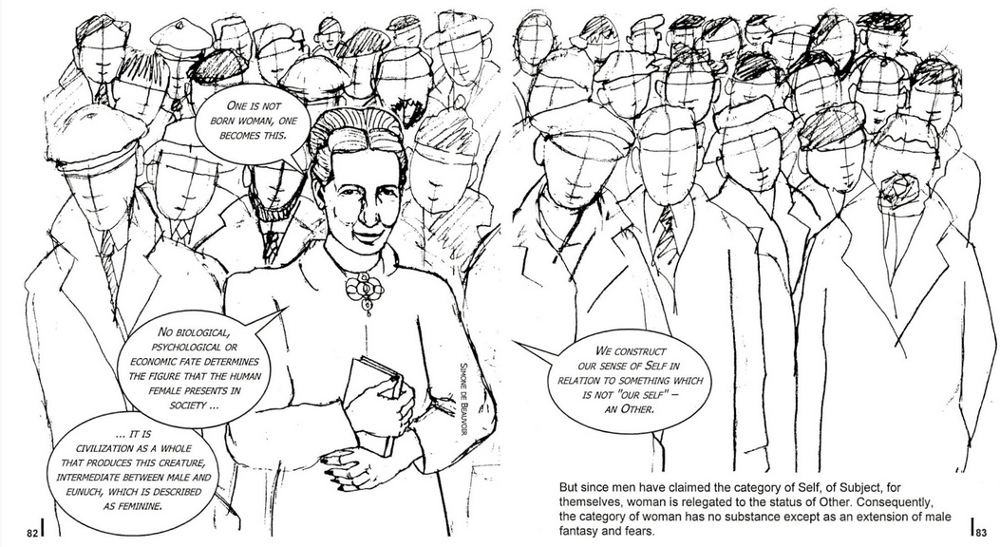 ONE IS NOT
BORN WOMAN, ONE
BECOMES THIS.
NO BIOLOGICAL,
PSYCHOLOGICAL OR
ECONOMIC FATE DETERMINES
THE FIGURE THAT THE HUMAN
FEMALE PRESENTS IN
SOCIETY ...
... IT IS
CIVILIZATION AS A WHOLE
THAT PRODUCES THIS CREATURE,
INTERMEDIATE BETWEEN MALE AND
EUNUCH, WHICH IS DESCRIBED
AS FEMININE.
SIMONE DE BEAUVOIR
82
WE CONSTRUCT
OUR SENSE OF SELF IN
RELATION TO SOMETHING WHICH
IS NOT "OUR SELF" –
AN OTHER.
But since men have claimed the category of Self, of Subject, for
themselves, woman is relegated to the status of Other. Consequently,
the category of woman has no substance except as an extension of male
fantasy and fears.
83